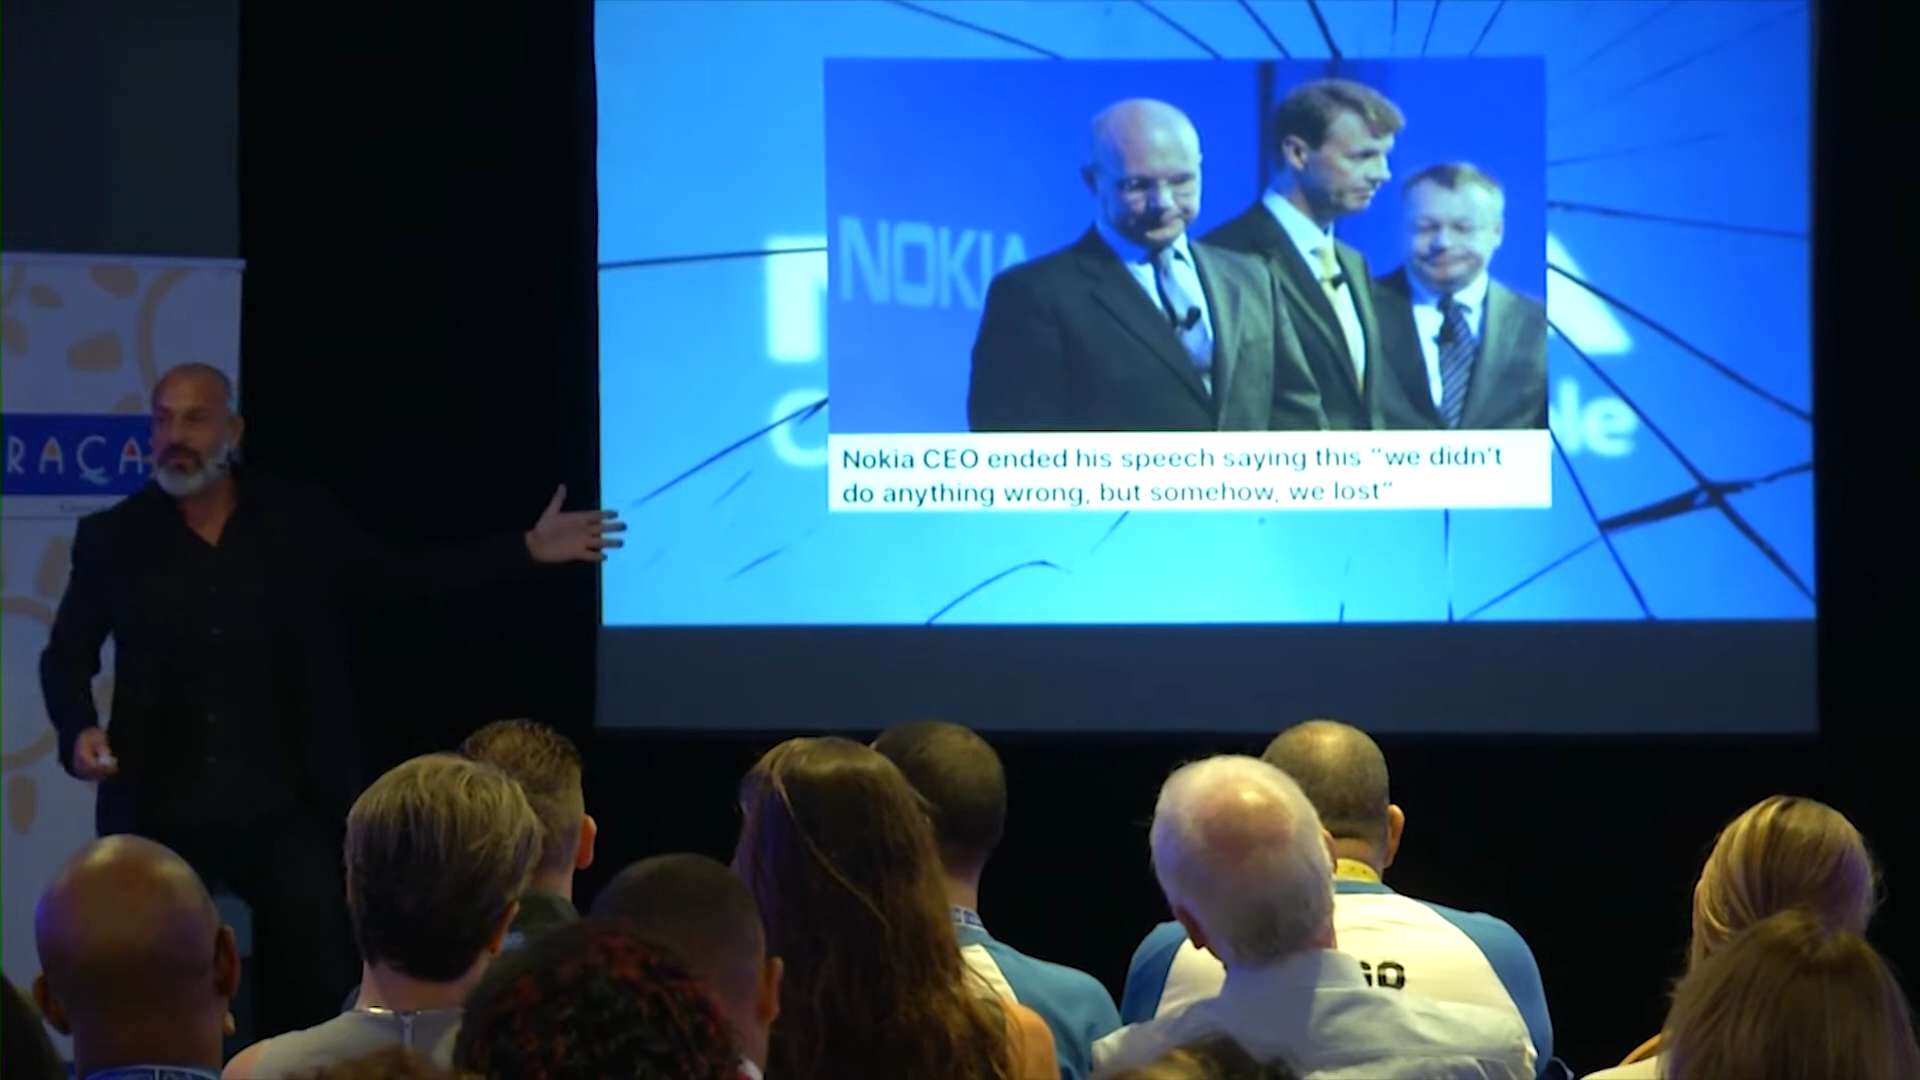 NOKIA
Nokia CEO ended his speech saying this "we didn't
do anything wrong, but somehow, we lost".
RAÇA